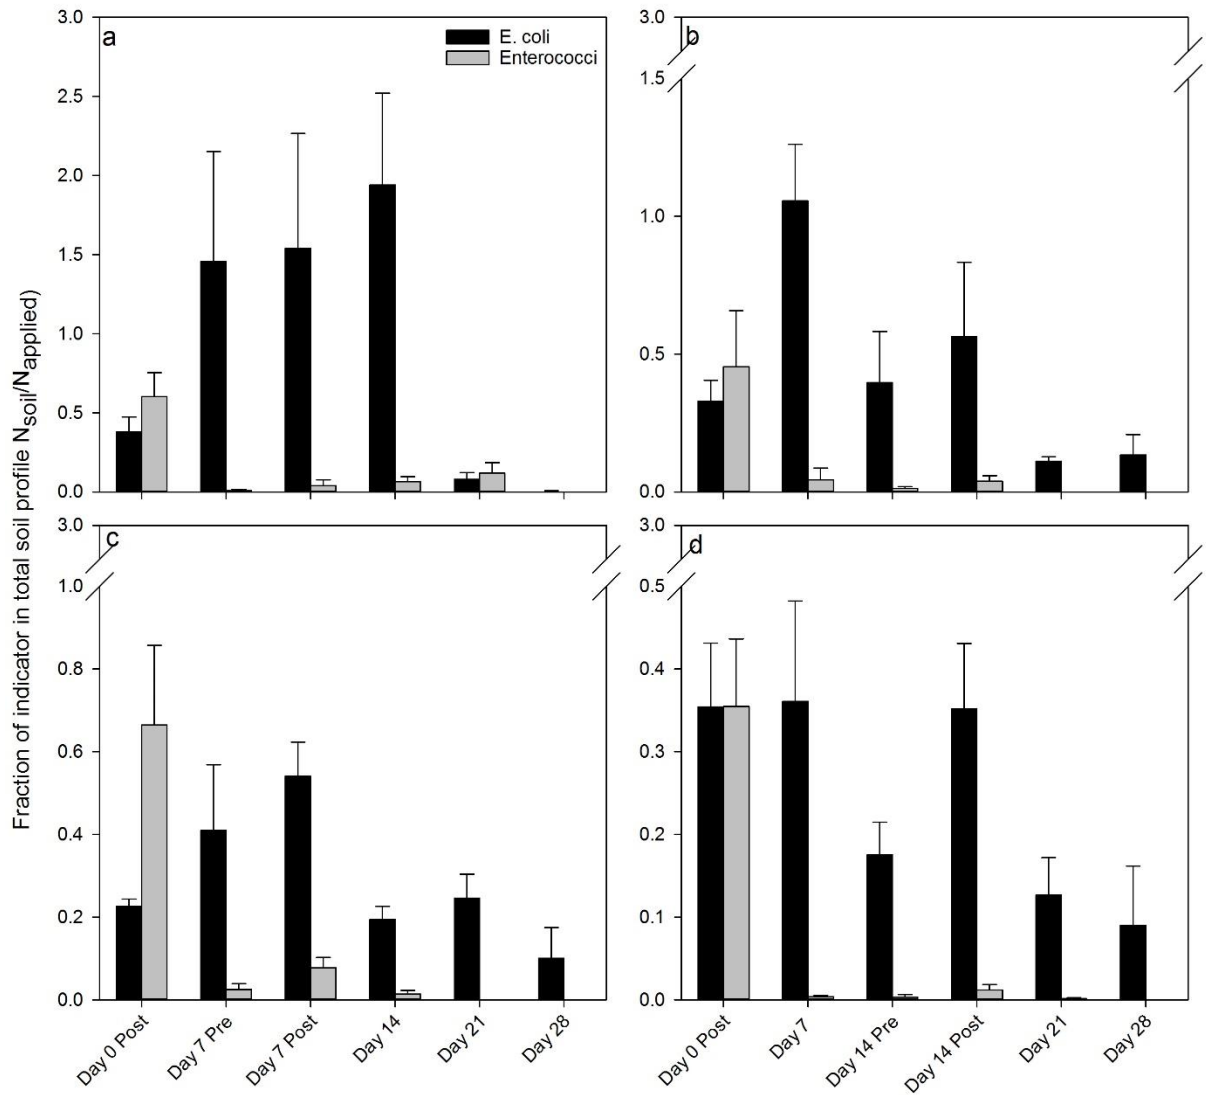 Fraction of indicator in total soil profile Nsoil/Napplied)
a
E. coli
Enterococci
3.0
2.5
2.0
1.5
1.0
0.5
0.0
b
3.0
1.5
1.0
0.5
0.0
c
3.0
1.0
0.8
0.6
0.4
0.2
0.0
Day 0 Post
Day 7 Pre
Day 7 Post
Day 14
Day 21
Day 28
d
3.0
0.5
0.4
0.3
0.2
0.1
0.0
Day 0 Post
Day 7
Day 14 Pre
Day 14 Post
Day 21
Day 28